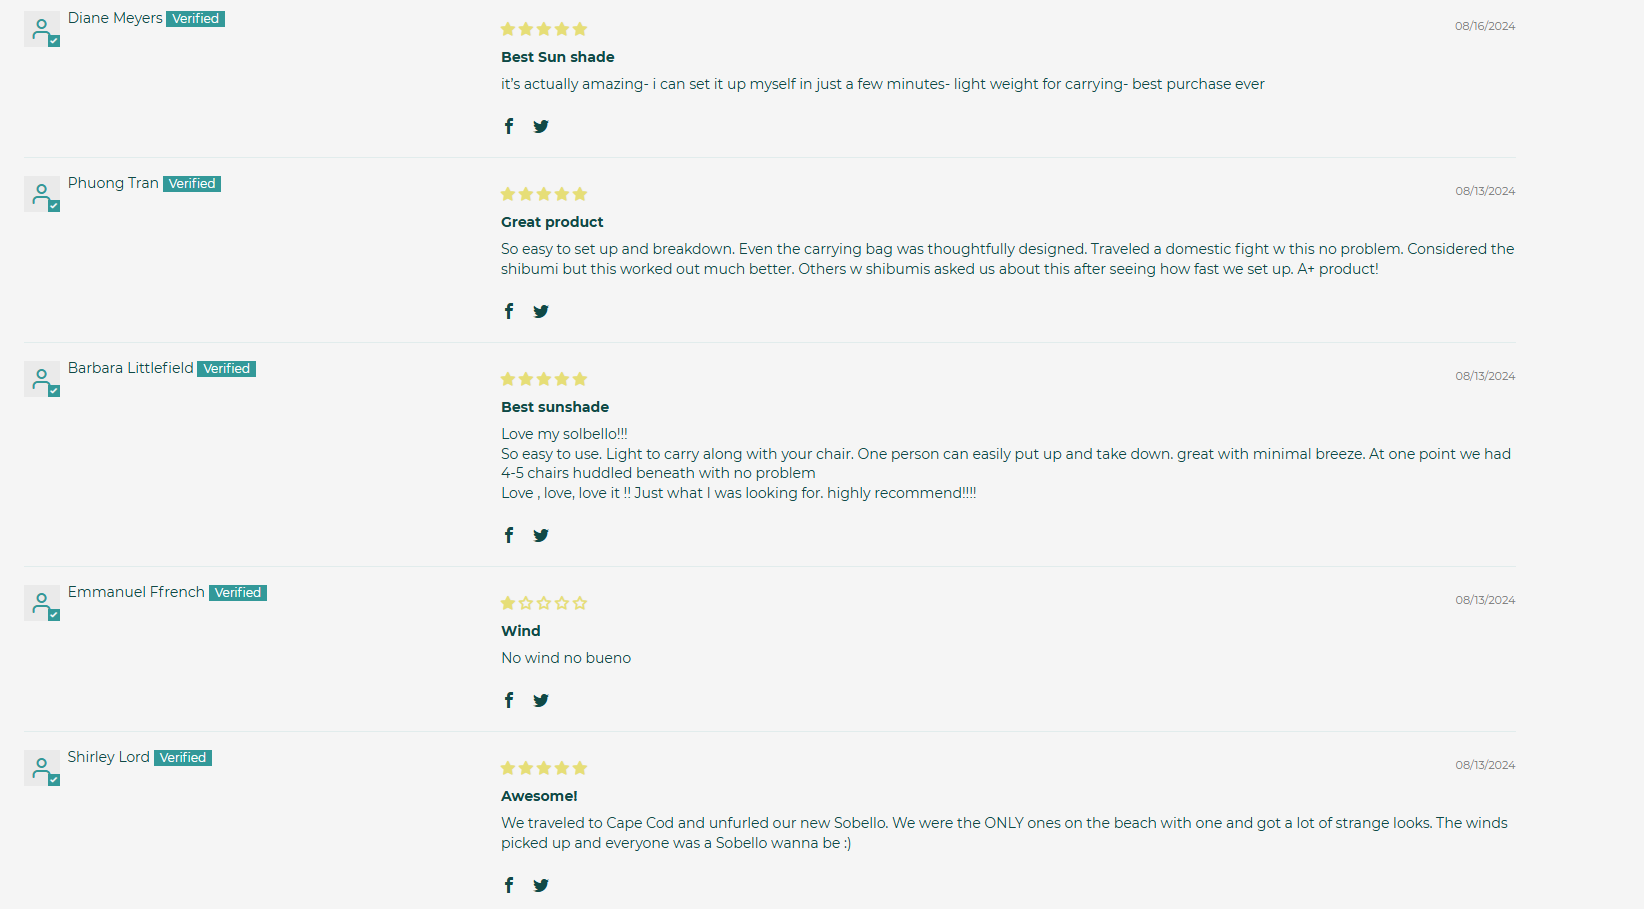 Diane Meyers Verified
08/16/2024
Best Sun shade
it's actually amazing- i can set it up myself in just a few minutes- light weight for carrying- best purchase ever
Phuong Tran Verified
08/13/2024
Great product
So easy to set up and breakdown. Even the carrying bag was thoughtfully designed. Traveled a domestic fight w this no problem. Considered the
shibumi but this worked out much better. Others w shibumis asked us about this after seeing how fast we set up. A+ product!
Barbara Littlefield Verified
08/13/2024
Best sunshade
Love my solbello!!!
So easy to use. Light to carry along with your chair. One person can easily put up and take down. great with minimal breeze. At one point we had
4-5 chairs huddled beneath with no problem
Love , love, love it !! Just what I was looking for. highly recommend!!!!
Emmanuel Ffrench Verified
08/13/2024
Wind
No wind no bueno
Shirley Lord Verified
08/13/2024
Awesome!
We traveled to Cape Cod and unfurled our new Sobello. We were the ONLY ones on the beach with one and got a lot of strange looks. The winds
picked up and everyone was a Sobello wanna be :)